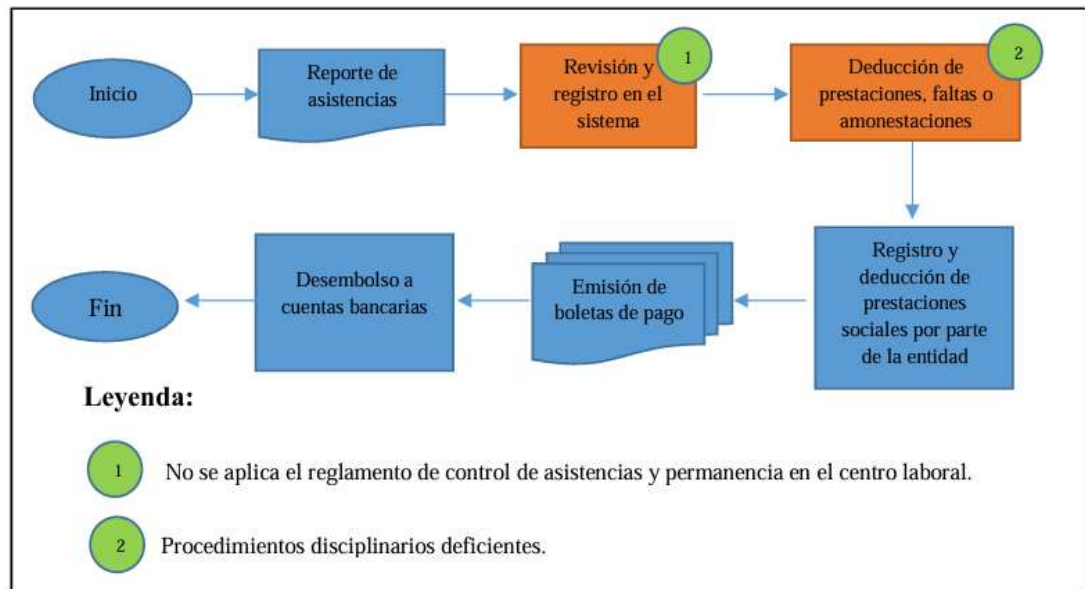 Inicio
Reporte de
asistencias
Revisión y
registro en el
sistema
1
Deducción de
prestaciones, faltas o
amonestaciones
2
Registro y
deducción de
prestaciones
sociales por parte
de la entidad
Emisión de
boletas de pago
Desembolso a
cuentas bancarias
Fin
Leyenda:
1 No se aplica el reglamento de control de asistencias y permanencia en el centro laboral.
2 Procedimientos disciplinarios deficientes.